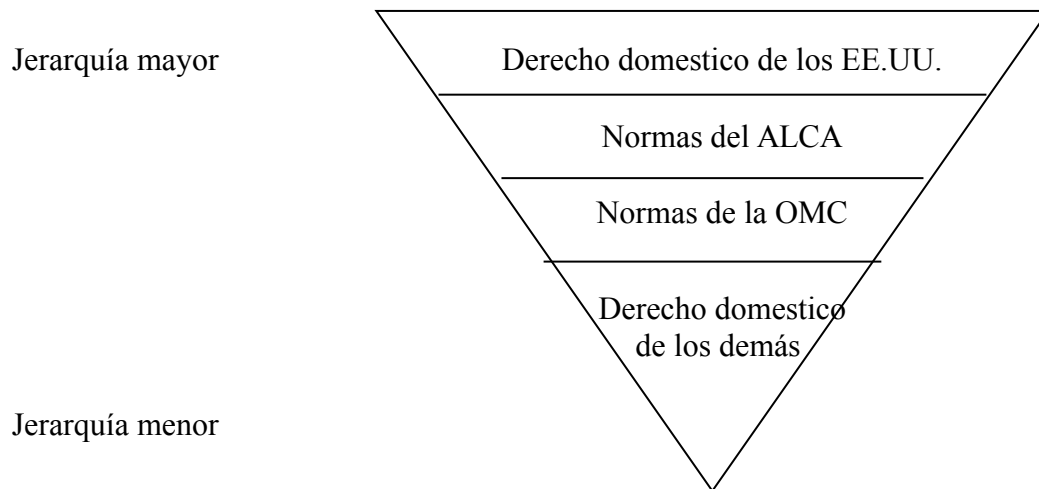 Jerarquía mayor
Derecho domestico de los EE.UU.
Normas del ALCA
Normas de la OMC
Derecho domestico
de los demás
Jerarquía menor